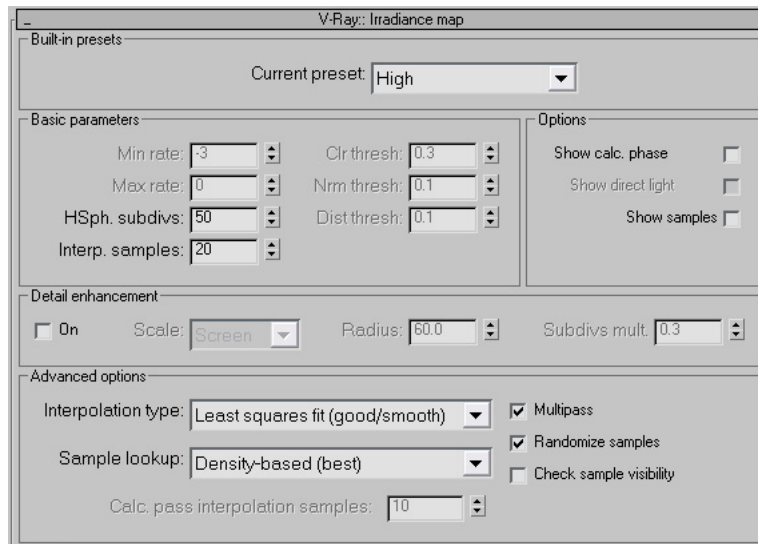 V-Ray:: Irradiance map
Built-in presets
Current preset: High
Basic parameters
Min rate: -3
Clr thresh: 0.3
Max rate: 0
Nrm thresh: 0.1
HSph. subdivs: 50
Dist thresh: 0.1
Interp. samples: 20
Options
Show calc. phase
Show direct light
Show samples
Detail enhancement
On Scale: Screen Radius: 60.0 Subdivs mult. 0.3
Advanced options
Interpolation type: Least squares fit (good/smooth)
Sample lookup: Density-based (best)
Calc. pass interpolation samples: 10
Multipass
Randomize samples
Check sample visibility